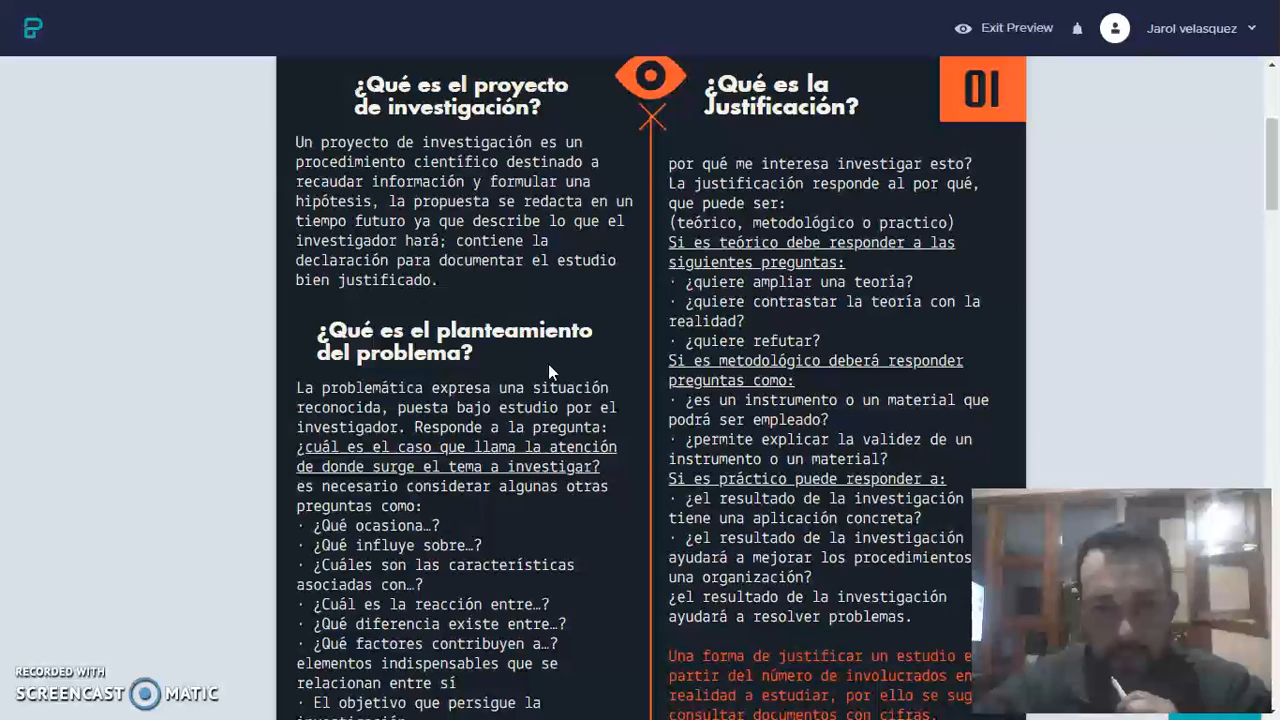 Exit Preview
Jarol velasquez
¿Qué es el proyecto
de investigación?
Un proyecto de investigación es un
procedimiento científico destinado a
recaudar información y formular una
hipótesis, la propuesta se redacta en un
tiempo futuro ya que describe lo que el
investigador hará; contiene la
declaración para documentar el estudio
bien justificado.
¿Qué es el planteamiento
del problema?
La problemática expresa una situación
reconocida, puesta bajo estudio por el
investigador. Responde a la pregunta:
¿cuál es el caso que llama la atención
de donde surge el tema a investigar?
es necesario considerar algunas otras
preguntas como:
· ¿Qué ocasiona…?
· ¿Qué influye sobre…?
· ¿Cuáles son las características
asociadas con…?
· ¿Cuál es la reacción entre…?
· ¿Qué diferencia existe entre…?
· ¿Qué factores contribuyen a…?
elementos indispensables que se
relacionan entre sí
· El objetivo que persigue la
¿Qué es la
Justificación?
01
por qué me interesa investigar esto?
La justificación responde al por qué,
que puede ser:
(teórico, metodológico o practico)
Si es teórico debe responder a las
siguientes preguntas:
· ¿quiere ampliar una teoría?
· ¿quiere contrastar la teoría con la
realidad?
· ¿quiere refutar?
Si es metodológico deberá responder
preguntas como:
· ¿es un instrumento o un material que
podrá ser empleado?
· ¿permite explicar la validez de un
instrumento o un material?
Si es práctico puede responder a:
· ¿el resultado de la investigación
tiene una aplicación concreta?
· ¿el resultado de la investigación
ayudará a mejorar los procedimientos
una organización?
¿el resultado de la investigación
ayudará a resolver problemas.
Una forma de justificar un estudio e
partir del número de involucrados en
realidad a estudiar, por ello se sug
consultar documentos con cifras.
RECORDED WITH
SCREENCAST MATIC